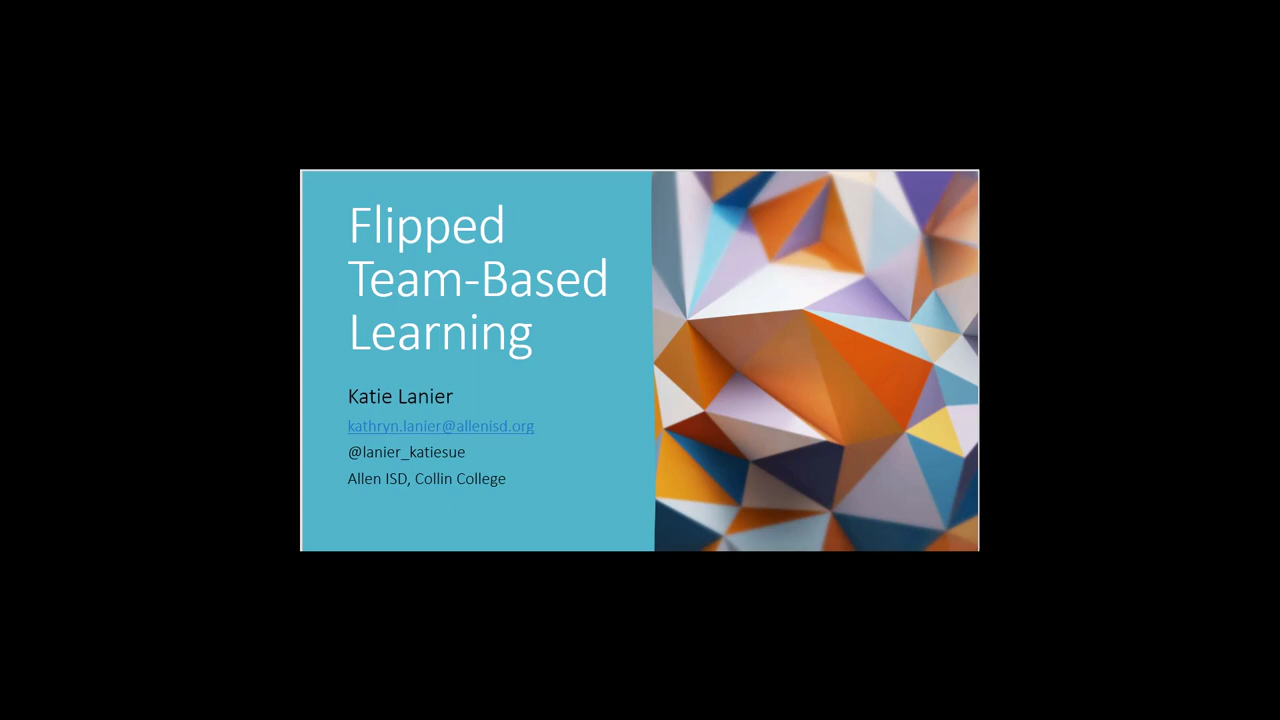 Flipped
Team-Based
Learning
Katie Lanier
kathryn.lanier@allenisd.org
@lanier_katiesue
Allen ISD, Collin College